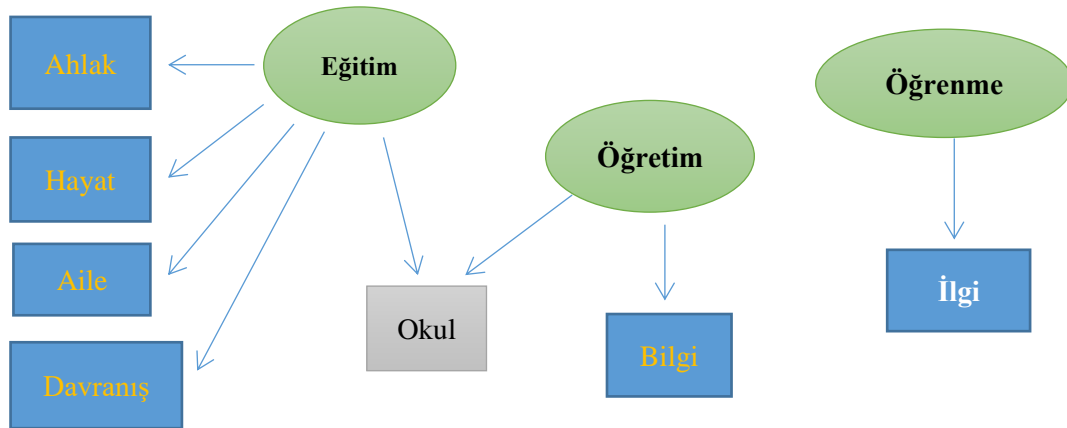 Ahlak
Eğitim
Öğrenme
Öğretim
Hayat
Aile
İlgi
Okul
Bilgi
Davranış